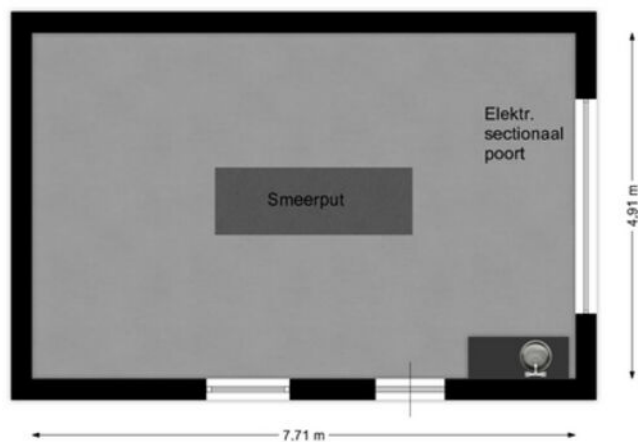 Elektr.
sectionaal
poort
Smeerput
4.91 m
7.71 m